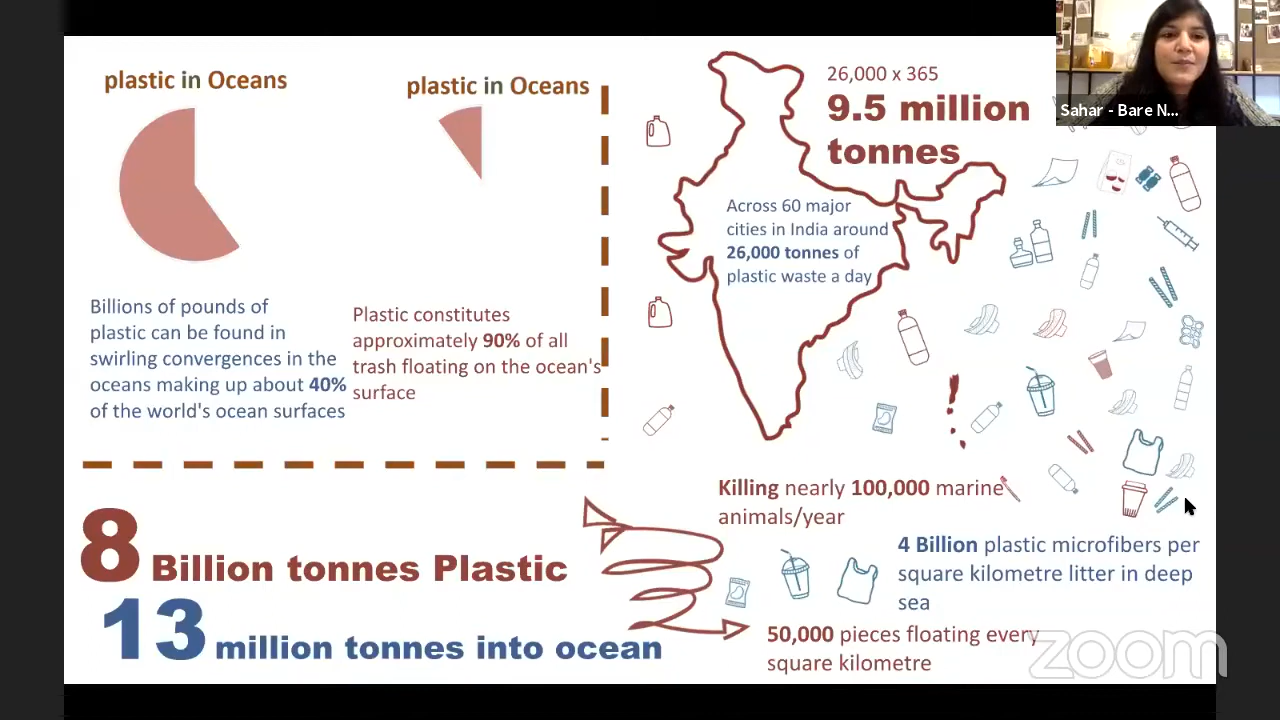 plastic in Oceans
Billions of pounds of
plastic can be found in
swirling convergences in the
oceans making up about 40%
of the world's ocean surfaces
plastic in Oceans
Plastic constitutes
approximately 90% of all
trash floating on the ocean's
surface
26,000 x 365
9.5 million
tonnes
Across 60 major
cities in India around
26,000 tonnes of
plastic waste a day
Sahar - Bare N...
8 Billion tonnes Plastic
13 million tonnes into ocean
Killing nearly 100,000 marine
animals/year
4 Billion plastic microfibers per
square kilometre litter in deep
sea
50,000 pieces floating every
square kilometre
zoom